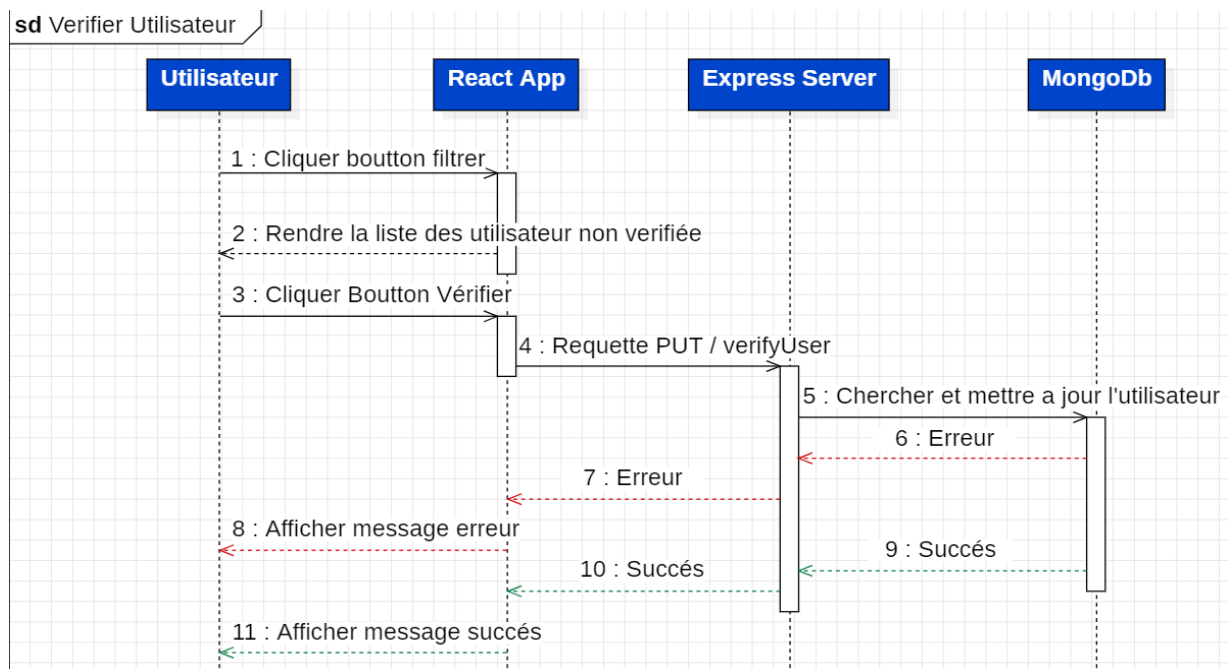 sd Verifier Utilisateur
Utilisateur
React App
Express Server
MongoDb
1 : Cliquer boutton filtrer
2 : Rendre la liste des utilisateur non verifiée
3 : Cliquer Boutton Vérifier
4 : Requette PUT / verifyUser
5 : Chercher et mettre a jour l'utilisateur
6 : Erreur
7 : Erreur
8 : Afficher message erreur
9 : Succés
10 : Succés
11 : Afficher message succés